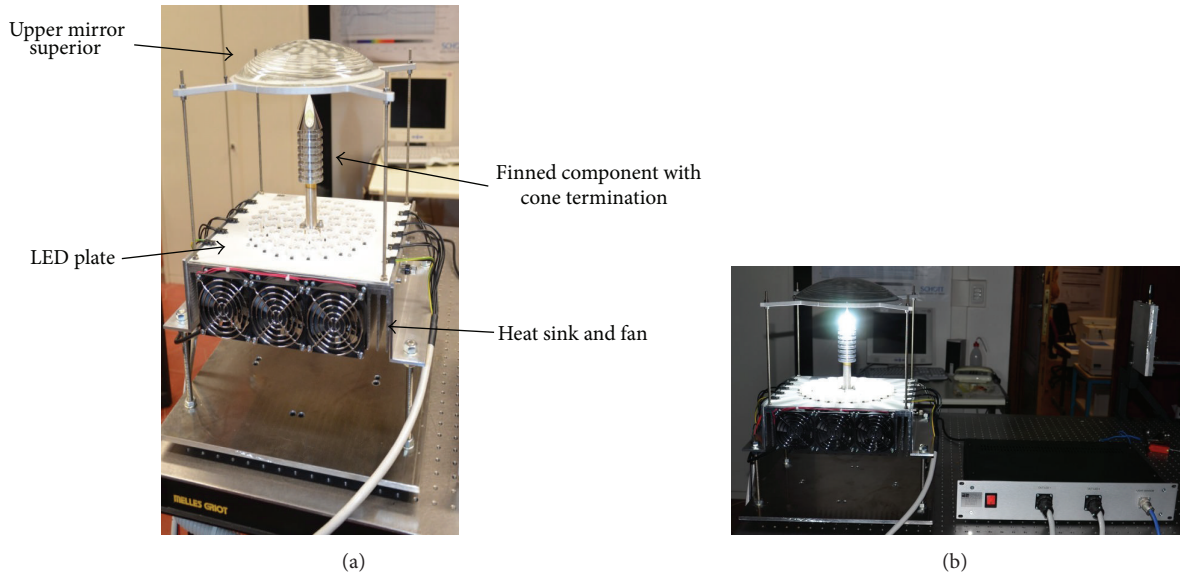 Upper mirror
superior
Finned component with
cone termination
LED plate
Heat sink and fan
MELLES GRIOT
(a)
(b)